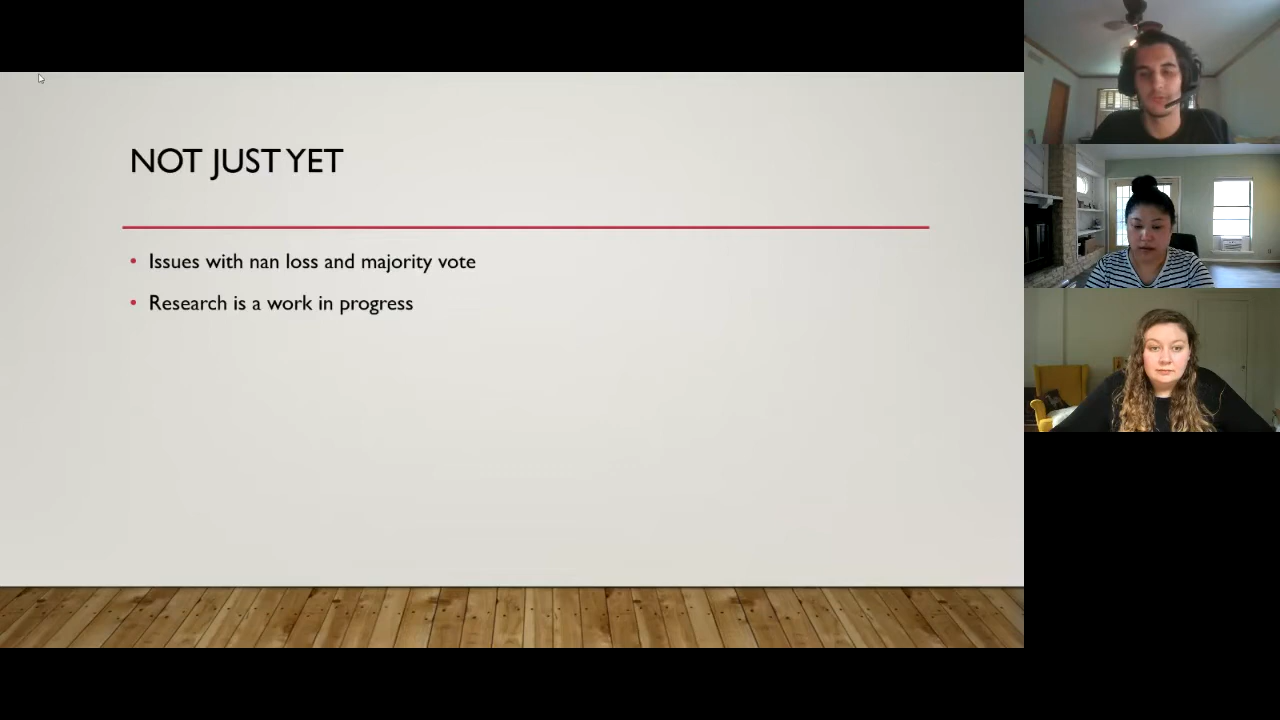 NOT JUST YET
• Issues with nan loss and majority vote
• Research is a work in progress